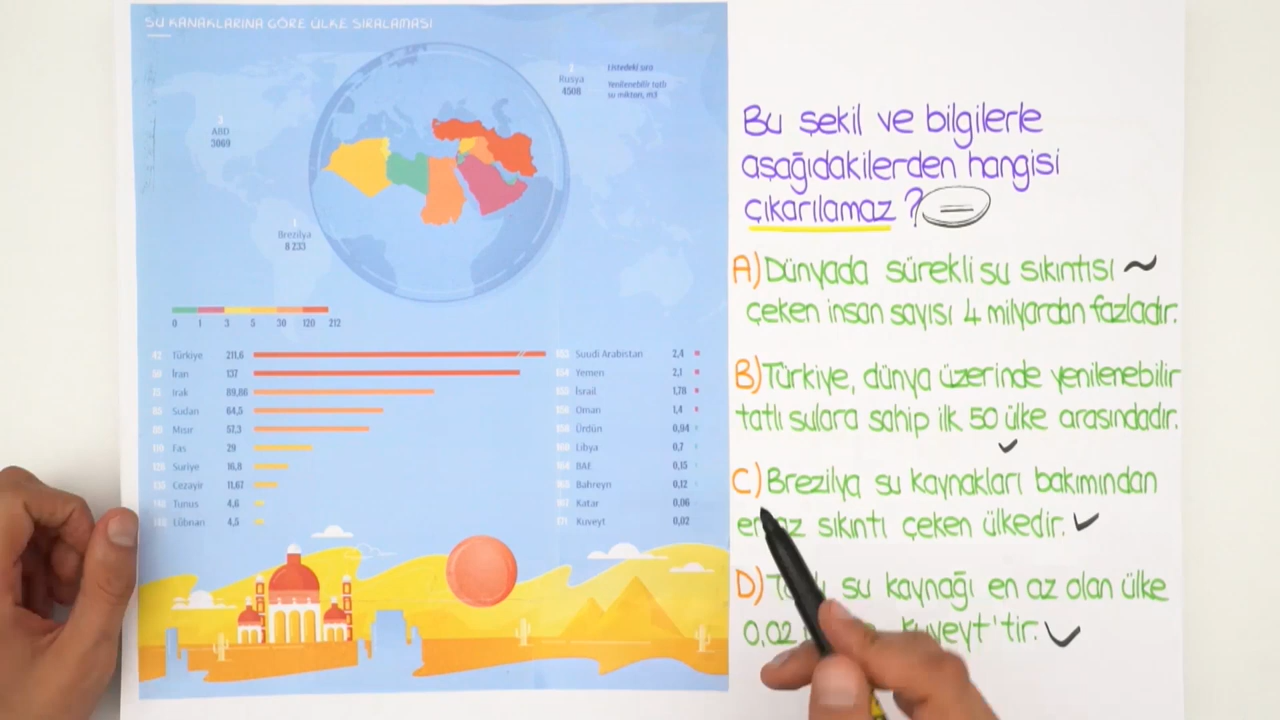 SU KANAKLARINA GÖRE ÜLKE SIRALAMASI
2
Rusya
4508
Listedeki sıra
Yenilenebilir tatlı
su miktarı, m3
3
ABD
3069
1
Brezilya
8 233
0 1 3 5 30 120 212
42 Türkiye 211,6
İran 137
Irak 89,86
Sudan 64,5
Mısır 57,3
Fas 29
Suriye 16,8
Cezayir 11,67
Tunus 4,6
Lübnan 4,5
Suudi Arabistan 2,4
Yemen 2,1
İsrail 1,78
Oman 1,4
Ürdün 0,94
Libya 0,7
BAE 0,15
Bahreyn 0,12
Katar 0,06
Kuveyt 0,02
Bu şekil ve bilgilerle
aşağıdakilerden hangisi
çıkarılamaz ?
A) Dünyada sürekli su sıkıntısı
çeken insan sayısı 4 milyardan fazladır.
B) Türkiye, dünya üzerinde yenilenebilir
tatlı sulara sahip ilk 50 ülke arasındadır.
C) Brezilya su kaynakları bakımından
en az sıkıntı çeken ülkedir.
D) su kaynağı en az olan ülke
0,02 Kuveyt'tir.